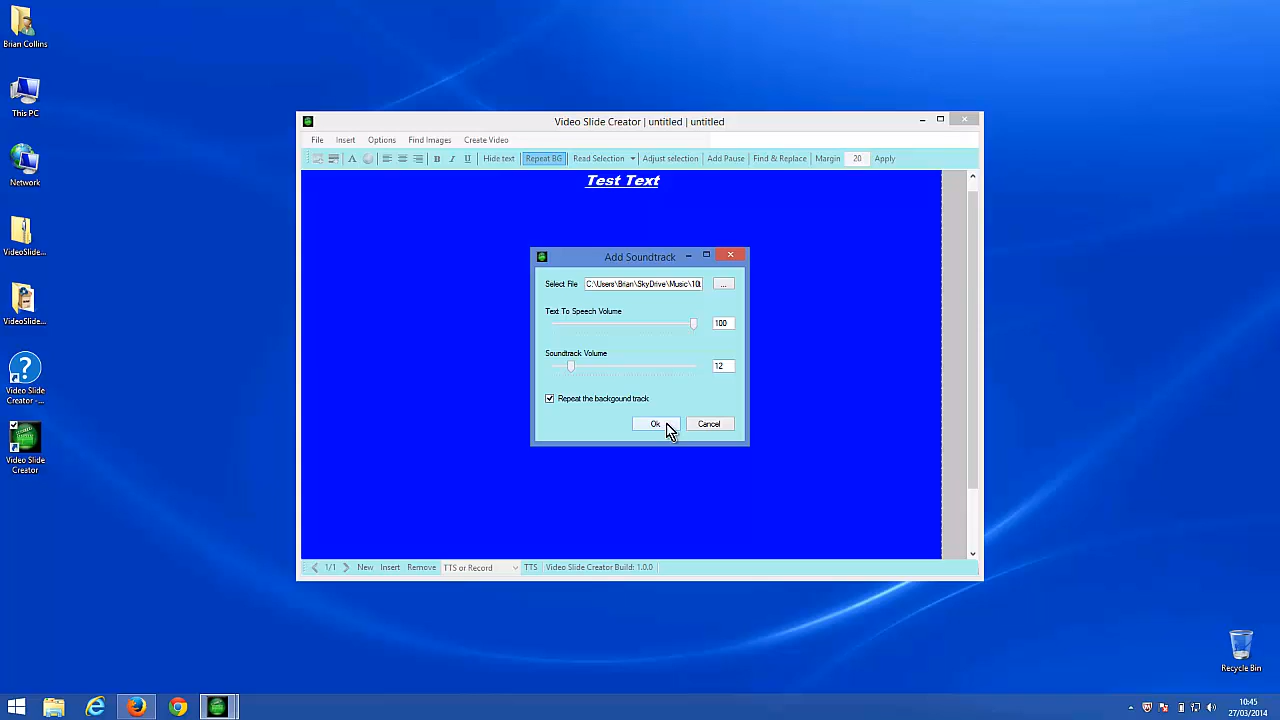 Brian Collins
This PC
Network
VideoSlide...
VideoSlide...
Video Slide
Creator -...
Video Slide
Creator
Video Slide Creator | untitled | untitled
File Insert Options Find Images Create Video
A B I U Hide text Repeat BG Read Selection Adjust selection Add Pause Find & Replace Margin 20 Apply
Test Text
Add Soundtrack
Select File C:\Users\Brian\SkyDrive\Music\10l ...
Text To Speech Volume
100
Soundtrack Volume
12
Repeat the backgound track
Ok Cancel
1/1 New Insert Remove TTS or Record TTS Video Slide Creator Build: 1.0.0
Recycle Bin
10:45
27/03/2014